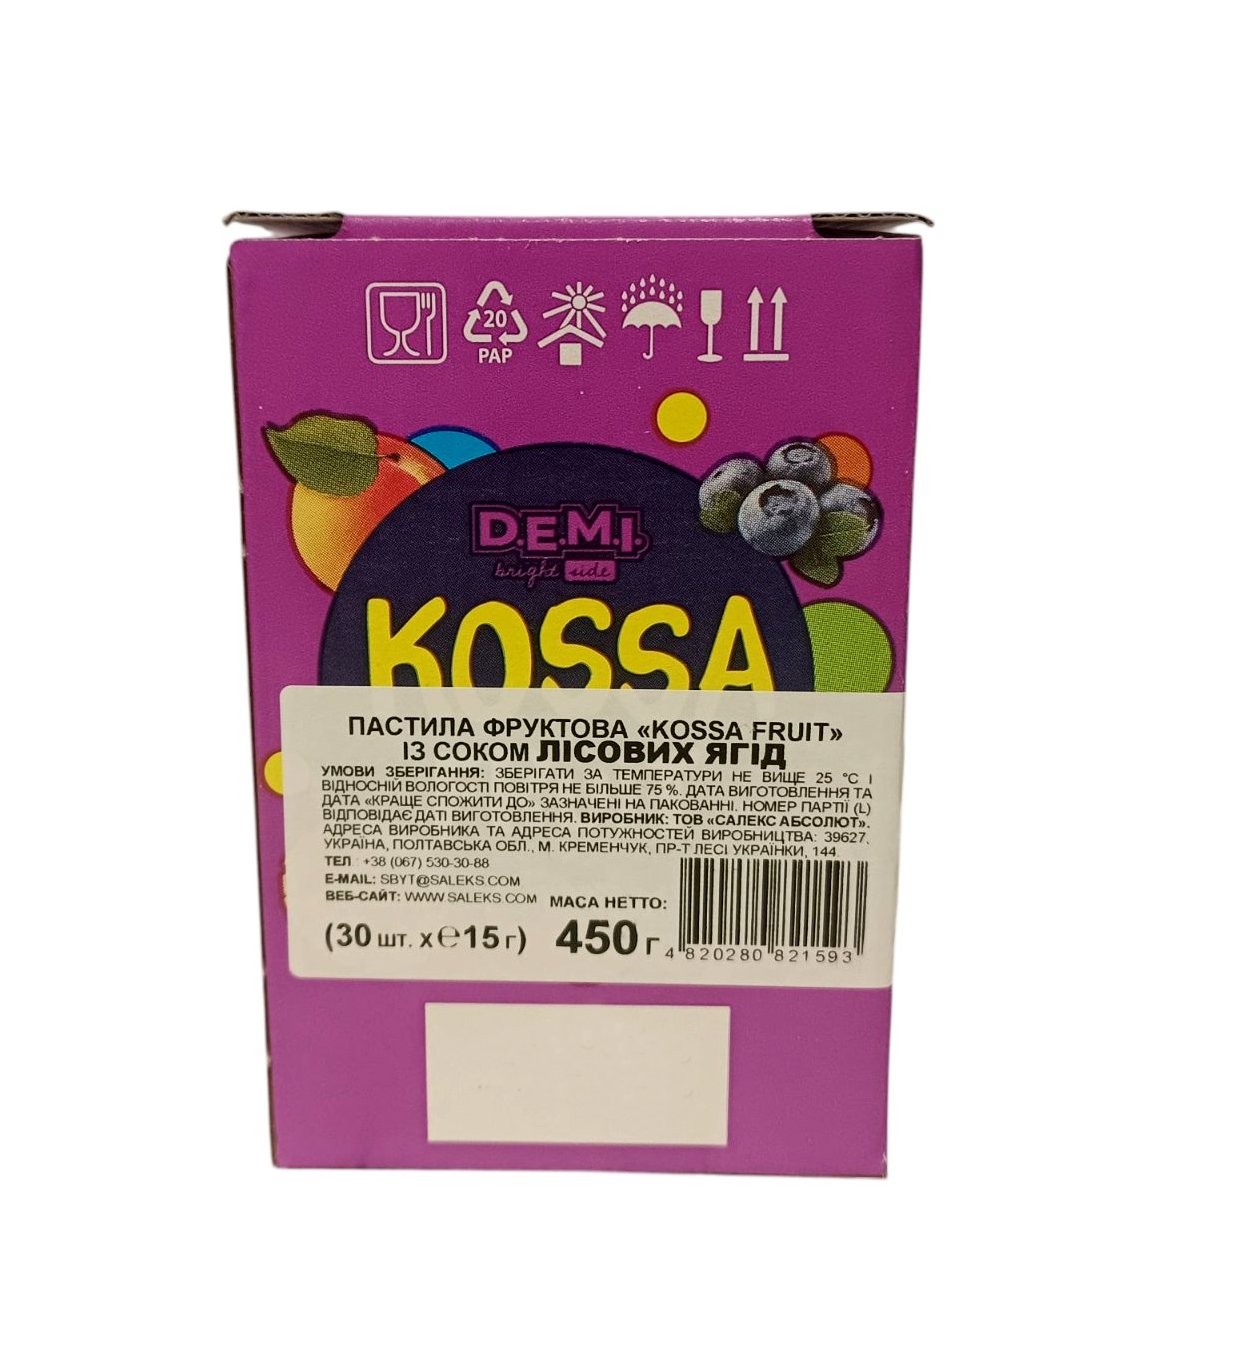 20
PAP
D.E.M.I.
bright side
KOSSA
ПАСТИЛА ФРУКТОВА «KOSSA FRUIT»
ІЗ СОКОМ ЛІСОВИХ ЯГІД
УМОВИ ЗБЕРІГАННЯ: ЗБЕРІГАТИ ЗА ТЕМПЕРАТУРИ НЕ ВИЩЕ 25 °С І
ВІДНОСНІЙ ВОЛОГОСТІ ПОВІТРЯ НЕ БІЛЬШЕ 75 %. ДАТА ВИГОТОВЛЕННЯ ТА
ДАТА «КРАЩЕ СПОЖИТИ ДО» ЗАЗНАЧЕНІ НА ПАКОВАННІ. НОМЕР ПАРТІЇ (L)
ВІДПОВІДАЄ ДАТІ ВИГОТОВЛЕННЯ. ВИРОБНИК: ТОВ «САЛЕКС АБСОЛЮТ».
АДРЕСА ВИРОБНИКА ТА АДРЕСА ПОТУЖНОСТЕЙ ВИРОБНИЦТВА: 39627,
УКРАЇНА, ПОЛТАВСЬКА ОБЛ., М. КРЕМЕНЧУК, ПР-Т ЛЕСІ УКРАЇНКИ, 144
ТЕЛ.: +38 (067) 530-30-88
E-MAIL: SBYT@SALEKS.COM
ВЕБ-САЙТ: WWW.SALEKS.COM
МАСА НЕТТО:
(30 шт. х ℮15 г) 450 г
4 820280 821593